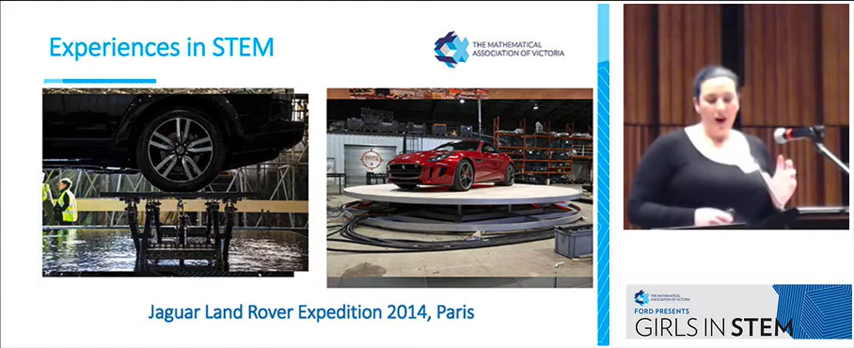 Experiences in STEM
THE MATHEMATICAL
ASSOCIATION OF VICTORIA
Jaguar Land Rover Expedition 2014, Paris
THE MATHEMATICAL
ASSOCIATION OF VICTORIA
FORD PRESENTS
GIRLS IN STEM